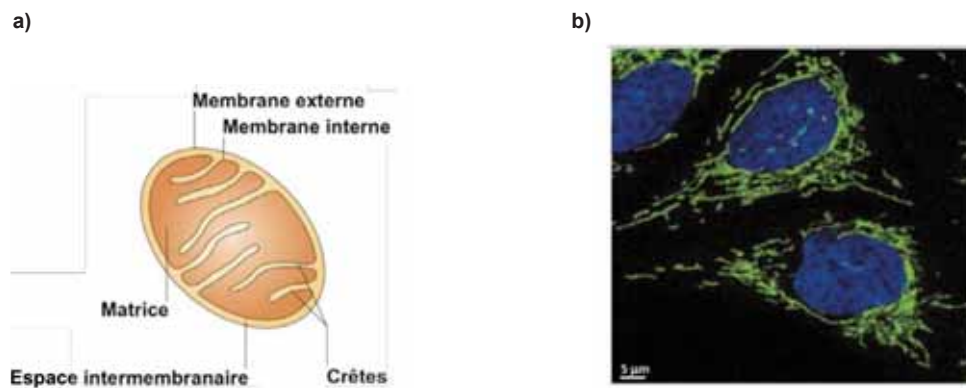 a)
b)
Membrane externe
Membrane interne
Matrice
Espace intermembranaire
Crêtes
5 µm